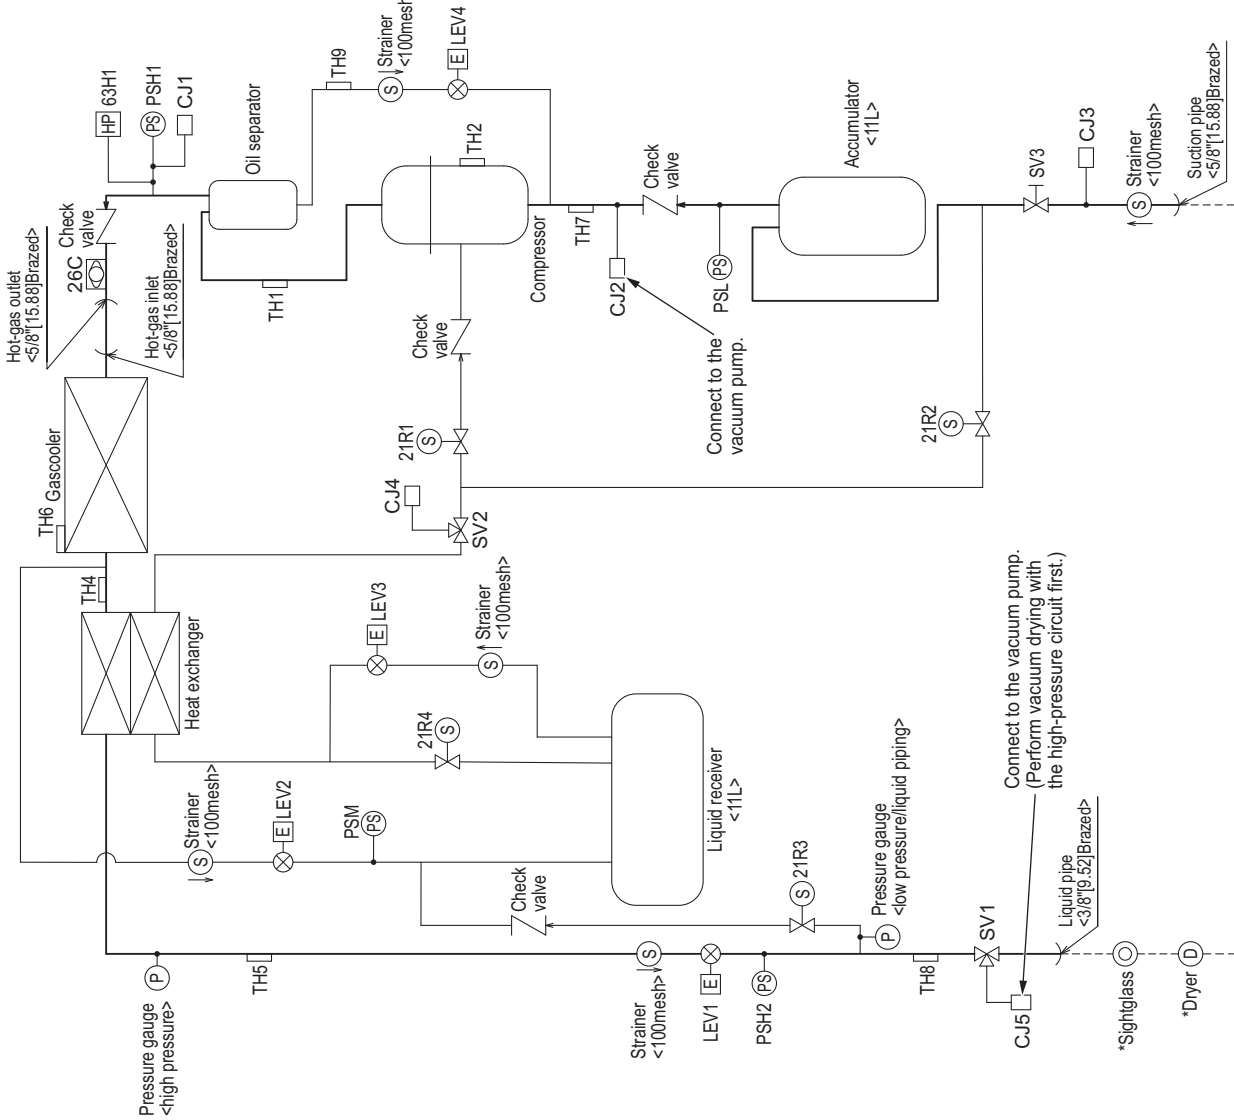 Hot-gas outlet
<5/8"[15.88]Brazed>
Hot-gas inlet
<5/8"[15.88]Brazed>
26C
Check
valve
HP
63H1
PS
PSH1
CJ1
Oil separator
TH1
TH9
Strainer
<100mesh>
S
E
LEV4
TH2
Compressor
TH7
CJ2
Connect to the
vacuum pump.
Check
valve
PSL
PS
Accumulator
<11L>
SV3
CJ3
Strainer
<100mesh>
S
Suction pipe
<5/8"[15.88]Brazed>
TH6
Gascooler
TH4
Heat exchanger
Check
valve
21R1
S
CJ4
SV2
21R2
S
E
LEV3
Strainer
<100mesh>
S
21R4
S
Strainer
<100mesh>
S
E
LEV2
PSM
PS
Liquid receiver
<11L>
Check
valve
S
21R3
Pressure gauge
<low pressure/liquid piping>
P
Pressure gauge
<high pressure>
P
TH5
Strainer
<100mesh>
S
LEV1
E
PSH2
PS
TH8
SV1
CJ5
Connect to the vacuum pump.
(Perform vacuum drying with
the high-pressure circuit first.)
Liquid pipe
<3/8"[9.52]Brazed>
*Sightglass
*Dryer
D